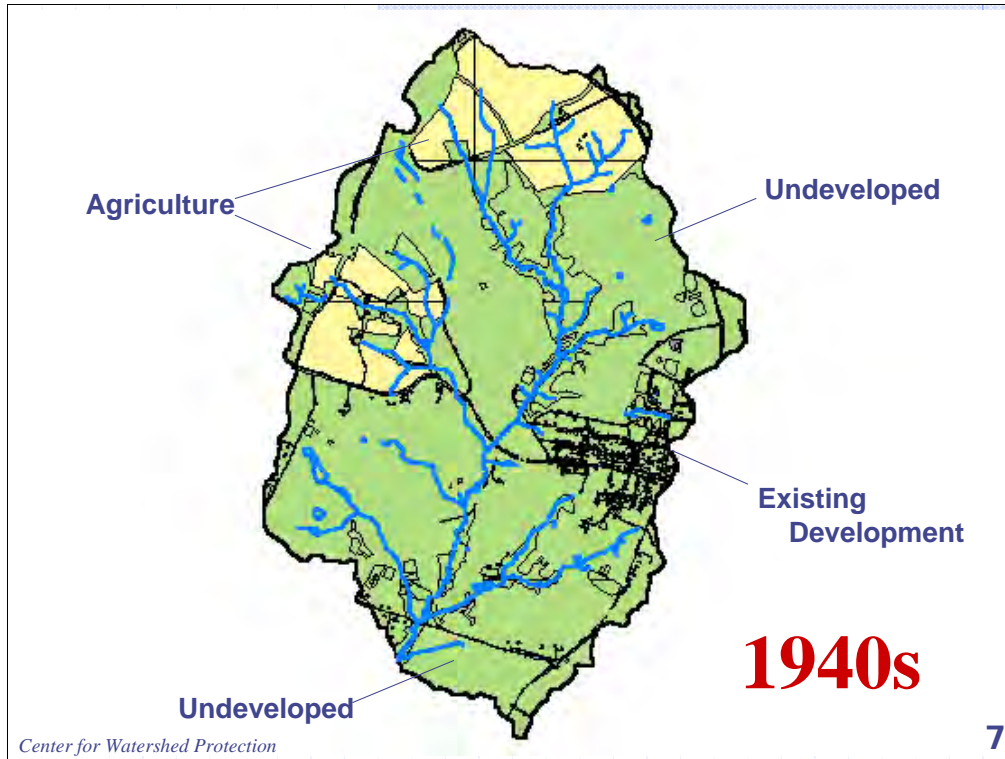 Agriculture
Undeveloped
Existing
Development
1940s
Undeveloped
Center for Watershed Protection
7